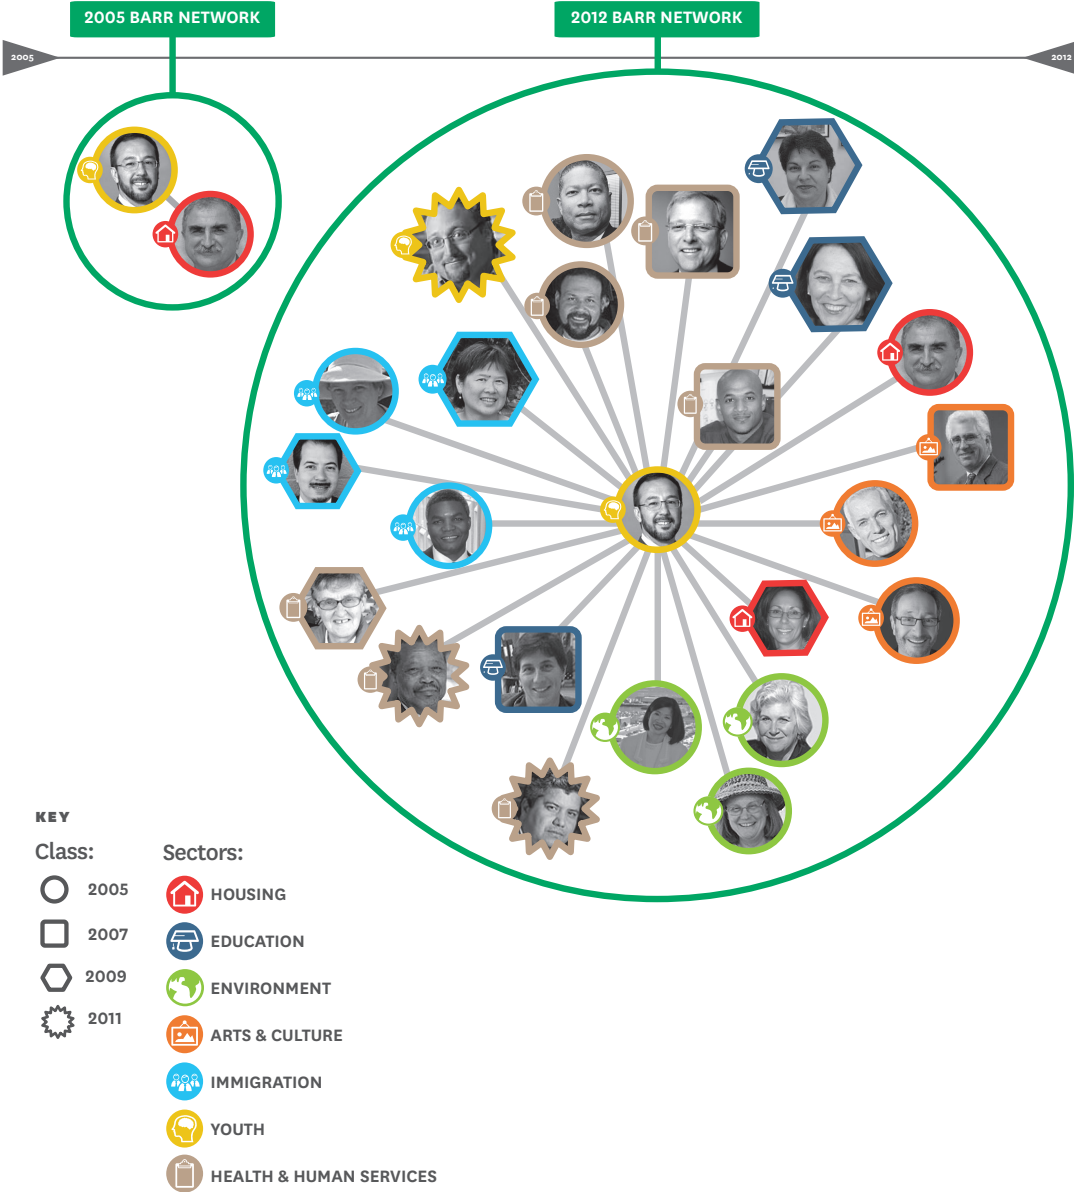 2005 BARR NETWORK
2012 BARR NETWORK
2005
2012
KEY
Class:
2005
2007
2009
2011
Sectors:
HOUSING
EDUCATION
ENVIRONMENT
ARTS & CULTURE
IMMIGRATION
YOUTH
HEALTH & HUMAN SERVICES